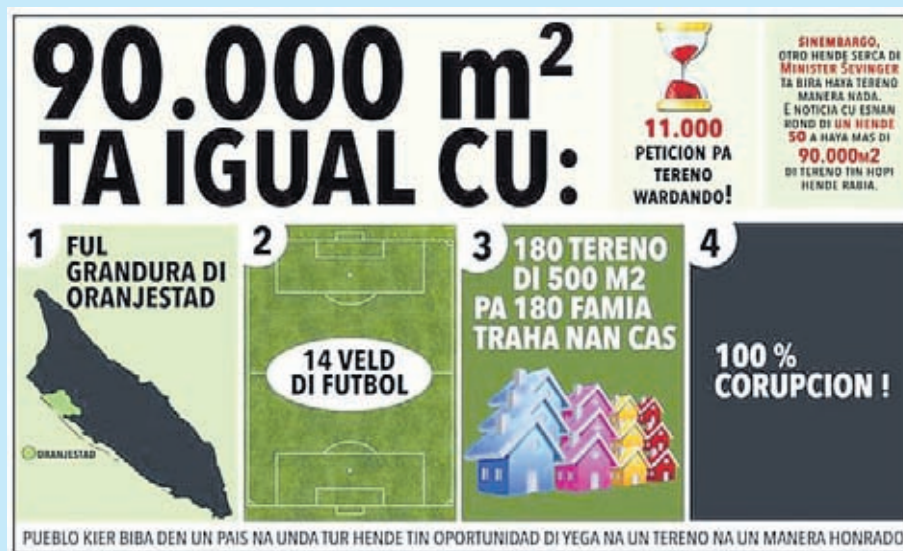 90.000 m²
TA IGUAL CU:
11.000
PETICION PA
TERENO
WARDANDO!
SINEMBARGO,
OTRO HENDE SERCA DI
MINISTER SEVINGER
TA BIRA HAYA TERENO
MANERA NADA.
E NOTICIA CU ESNAN
ROND DI UN HENDE
SO A HAYA MAS DI
90.000M2
DI TERENO TIN HOPI
HENDE RABIA.
1 FUL
GRANDURA DI
ORANJESTAD
ORANJESTAD
2
14 VELD
DI FUTBOL
3 180 TERENO
DI 500 M2
PA 180 FAMIA
TRAHA NAN CAS
4
100 %
CORUPCION !
PUEBLO KIER BIBA DEN UN PAIS NA UNDA TUR HENDE TIN OPORTUNIDAD DI YEGA NA UN TERENO NA UN MANERA HONRADO